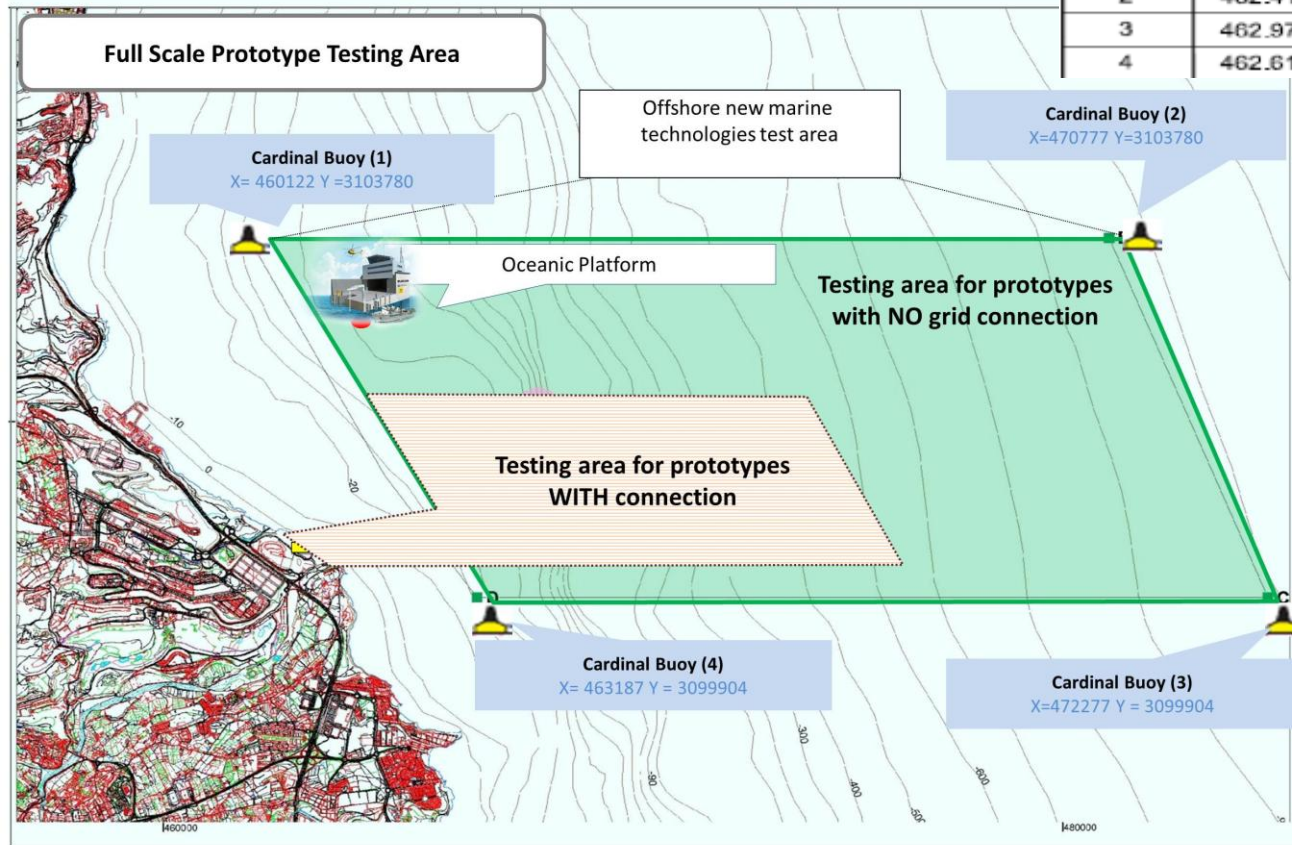 3
462.97
4
462.61
Full Scale Prototype Testing Area
Offshore new marine
technologies test area
Cardinal Buoy (2)
X=470777 Y=3103780
Cardinal Buoy (1)
X= 460122 Y =3103780
Oceanic Platform
Testing area for prototypes
with NO grid connection
-10
0
-20
Testing area for prototypes
WITH connection
C
Cardinal Buoy (4)
X= 463187 Y = 3099904
Cardinal Buoy (3)
X=472277 Y = 3099904
-300
-400
-500
-600
-90
460000
480000